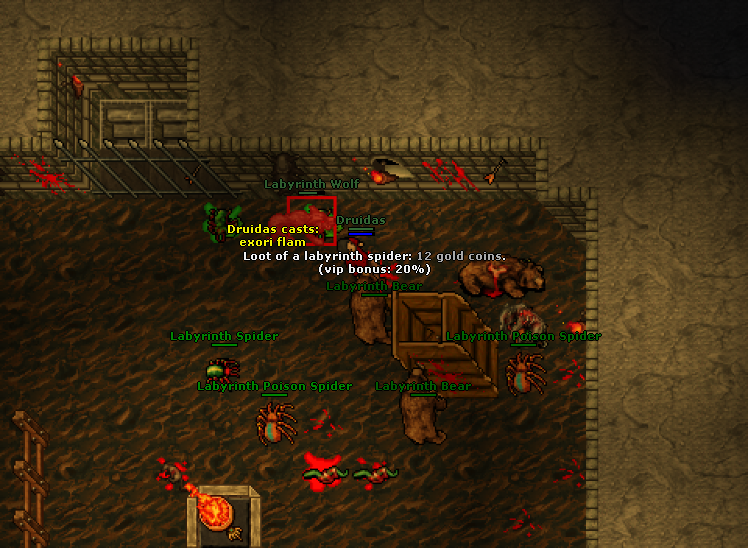 Labyrinth Wolf
Druidas
Druidas casts:
exori flam
Loot of a labyrinth spider: 12 gold coins.
(vip bonus: 20%)
Labyrinth Bear
Labyrinth Spider
Labyrinth Poison Spider
Labyrinth Poison Spider
Labyrinth Bear